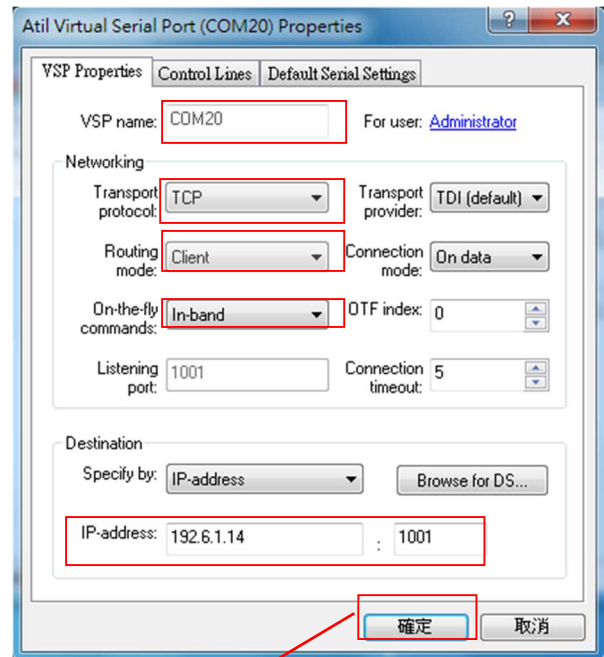 Atil Virtual Serial Port (COM20) Properties
?
VSP Properties Control Lines Default Serial Settings
VSP name: COM20 For user: Administrator
Networking
Transport protocol: TCP Transport provider: TDI (default)
Routing mode: Client Connection mode: On data
On-the-fly commands: In-band OTF index: 0
Listening port: 1001 Connection timeout: 5
Destination
Specify by: IP-address Browse for DS...
IP-address: 192.6.1.14 : 1001
確定 取消